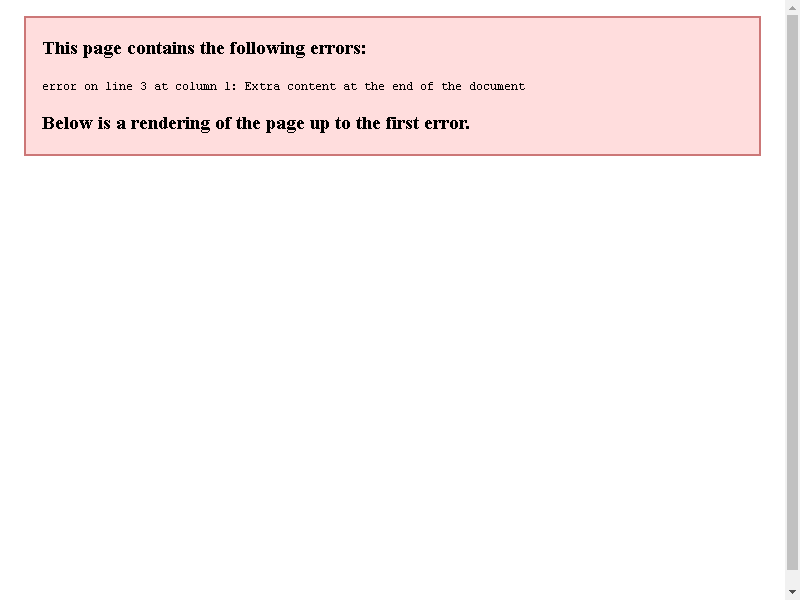 This page contains the following errors:
error on line 3 at column 1: Extra content at the end of the document
Below is a rendering of the page up to the first error.